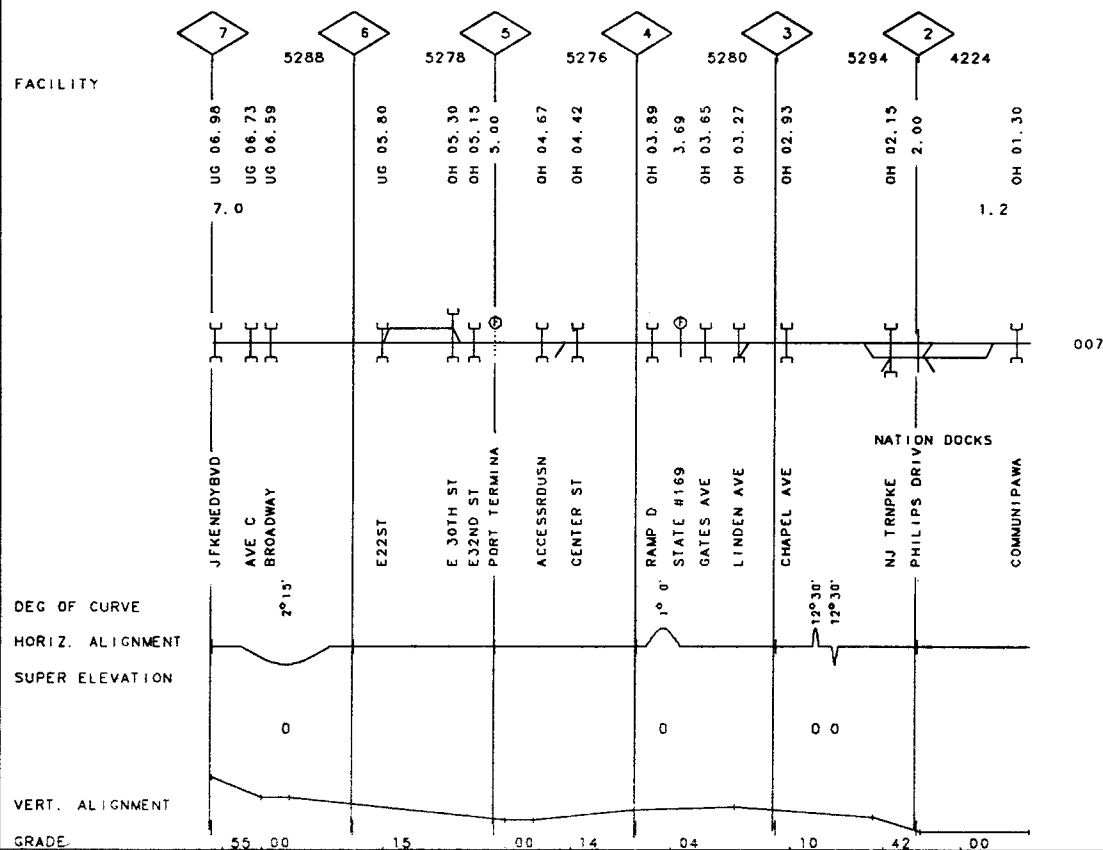 7 6 5 4 3 2
5288 5278 5276 5280 5294 4224
FACILITY
UG 06.98
UG 06.73
UG 06.59
UG 05.80
OH 05.30
OH 05.15
5.00
OH 04.67
OH 04.42
OH 03.89
3.69
OH 03.65
OH 03.27
OH 02.93
OH 02.15
2.00
OH 01.30
7.0 1.2
P P
007
NATION DOCKS
JFKENEDYBVD
AVE C
BROADWAY
E22ST
E 30TH ST
E32ND ST
PORT TERMINA
ACCESSRDUSN
CENTER ST
RAMP D
STATE #169
GATES AVE
LINDEN AVE
CHAPEL AVE
NJ TRNPKE
PHILIPS DRIV
COMMUNIPAWA
DEG OF CURVE
2°15' 1° 0' 12°30' 12°30'
HORIZ. ALIGNMENT
SUPER ELEVATION
0 0 0 0
VERT. ALIGNMENT
GRADE .55 .00 .15 .00 .14 .04 .10 .42 .00